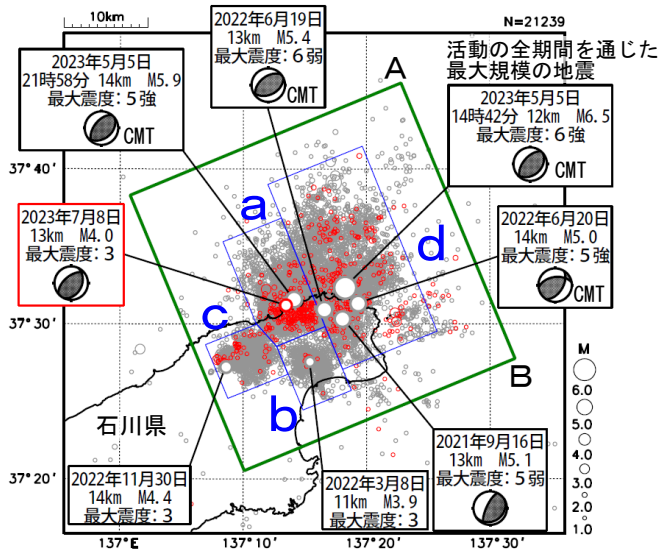 10km
N=21239
2022年6月19日
13km M5.4
最大震度：6弱
CMT
活動の全期間を通じた
最大規模の地震
2023年5月5日
21時58分 14km M5.9
最大震度：5強
CMT
A
2023年5月5日
14時42分 12km M6.5
最大震度：6強
CMT
37°40′
a
2023年7月8日
13km M4.0
最大震度：3
d
2022年6月20日
14km M5.0
最大震度：5強
CMT
37°30′
c
B
M
6.0
5.0
4.0
3.0
2.0
1.0
石川県
b
37°20′
2022年11月30日
14km M4.4
最大震度：3
2022年3月8日
11km M3.9
最大震度：3
2021年9月16日
13km M5.1
最大震度：5弱
137°E
137°10′
137°20′
137°30′